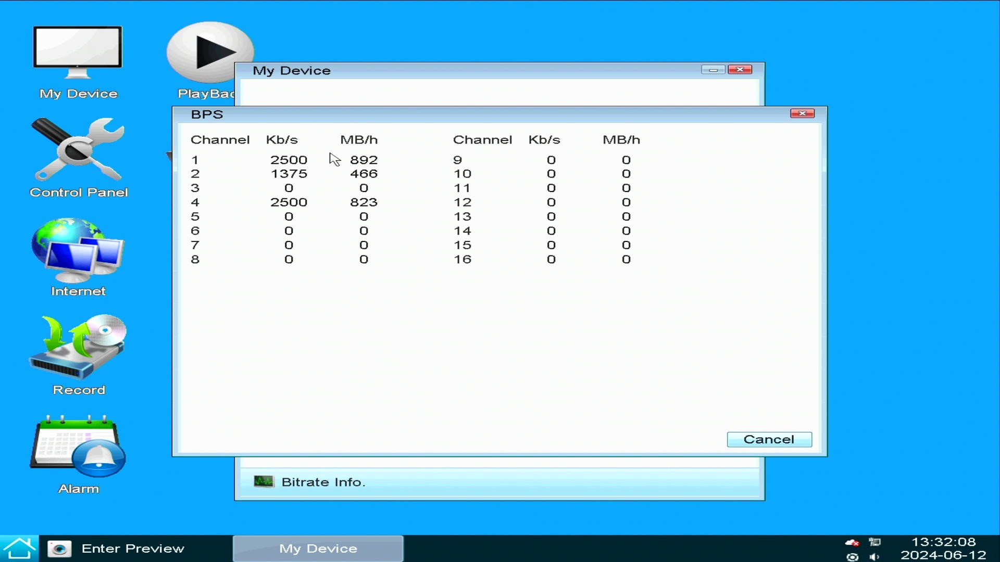 My Device
PlayBac
My Device
BPS
Channel Kb/s MB/h Channel Kb/s MB/h
1 2500 892 9 0 0
2 1375 466 10 0 0
3 0 0 11 0 0
4 2500 823 12 0 0
5 0 0 13 0 0
6 0 0 14 0 0
7 0 0 15 0 0
8 0 0 16 0 0
Control Panel
Internet
Record
Cancel
Alarm
Bitrate Info.
Enter Preview
My Device
13:32:08
2024-06-12